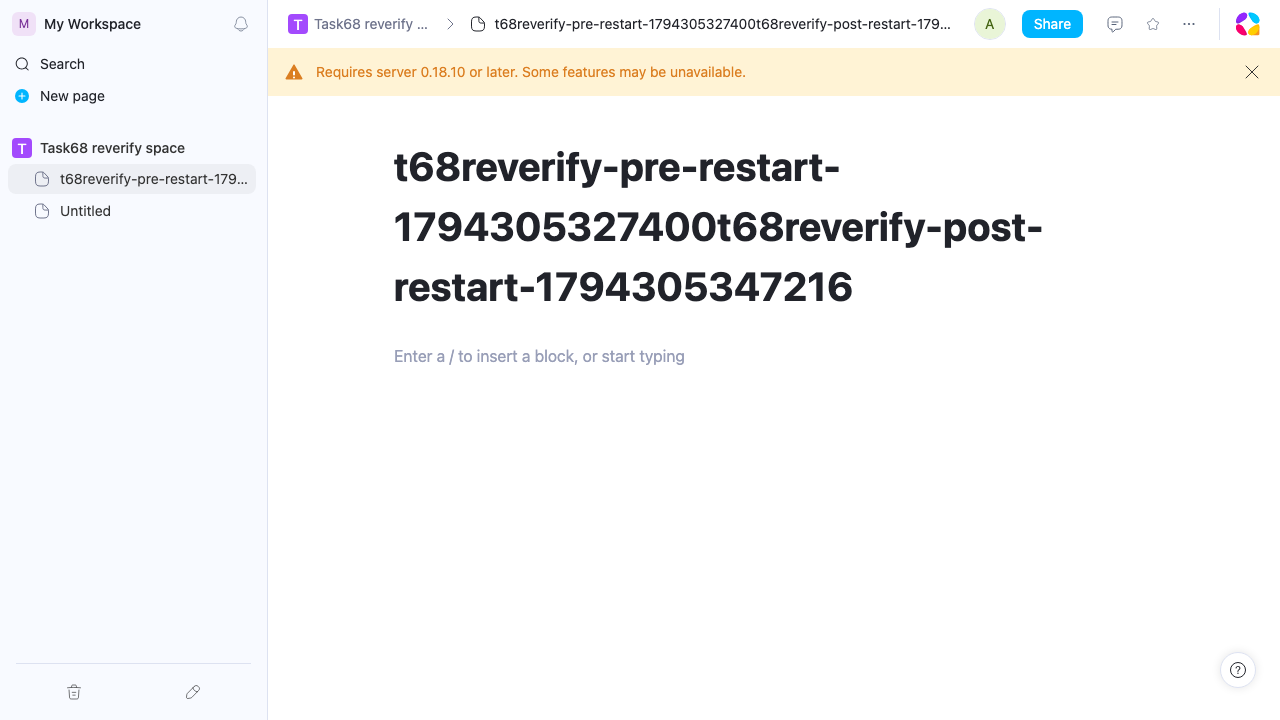 M My Workspace
Search
New page
T Task68 reverify space
t68reverify-pre-restart-179...
Untitled
T Task68 reverify ...
t68reverify-pre-restart-1794305327400t68reverify-post-restart-179...
A
Share
Requires server 0.18.10 or later. Some features may be unavailable.
t68reverify-pre-restart-
1794305327400t68reverify-post-
restart-1794305347216
Enter a / to insert a block, or start typing